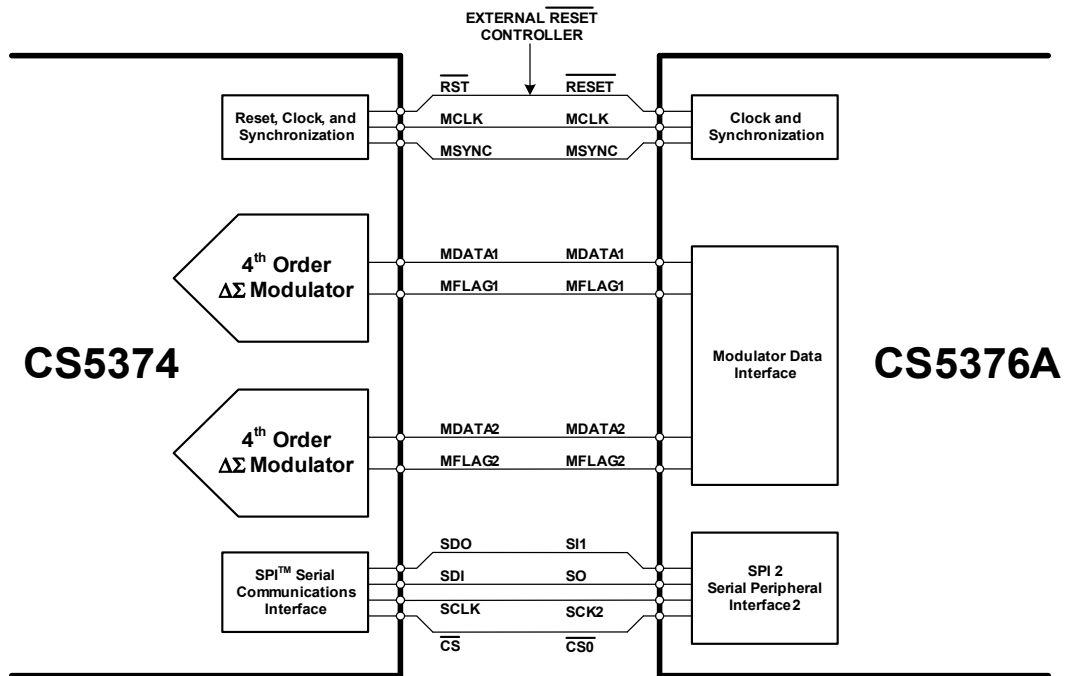 EXTERNAL RESET
CONTROLLER
RST RESET
Reset, Clock, and
Synchronization
MCLK MCLK
Clock and
Synchronization
MSYNC MSYNC
4th Order
ΔΣ Modulator
MDATA1 MDATA1
MFLAG1 MFLAG1
CS5374
Modulator Data
Interface
CS5376A
4th Order
ΔΣ Modulator
MDATA2 MDATA2
MFLAG2 MFLAG2
SDO SI1
SPI™ Serial
Communications
Interface
SDI SO
SPI 2
Serial Peripheral
Interface2
SCLK SCK2
CS CS0